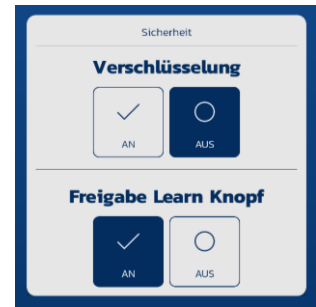 Sicherheit
Verschlüsselung
AN AUS
Freigabe Learn Knopf
AN AUS